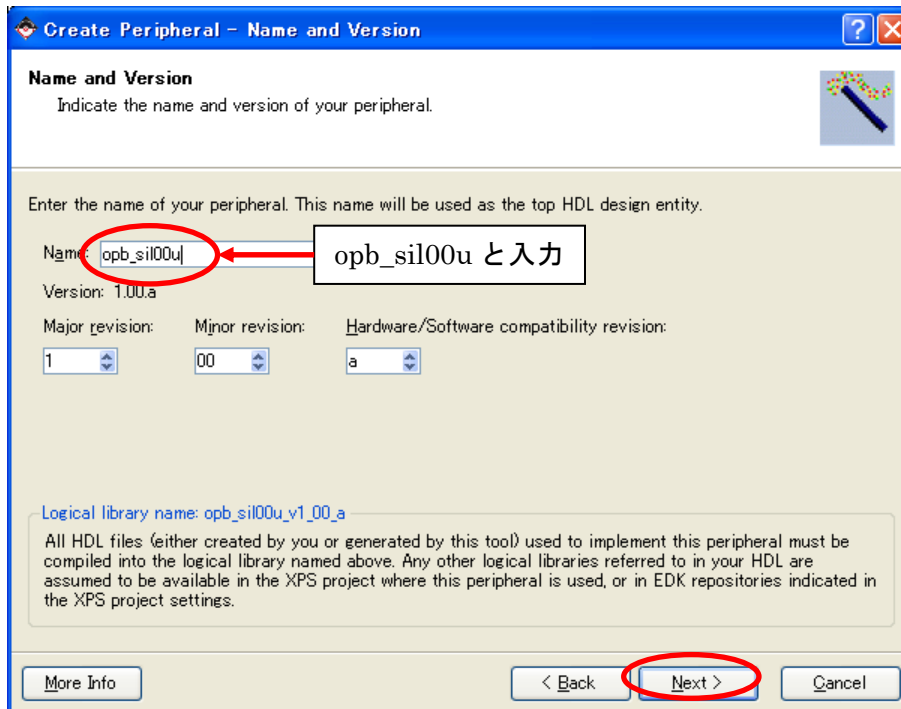 Create Peripheral - Name and Version
Name and Version
Indicate the name and version of your peripheral.
Enter the name of your peripheral. This name will be used as the top HDL design entity.
Name: opb_sil00u
opb_sil00u と入力
Version: 1.00.a
Major revision: Minor revision: Hardware/Software compatibility revision:
1 00 a
Logical library name: opb_sil00u_v1_00_a
All HDL files (either created by you or generated by this tool) used to implement this peripheral must be
compiled into the logical library named above. Any other logical libraries referred to in your HDL are
assumed to be available in the XPS project where this peripheral is used, or in EDK repositories indicated in
the XPS project settings.
More Info < Back Next > Cancel